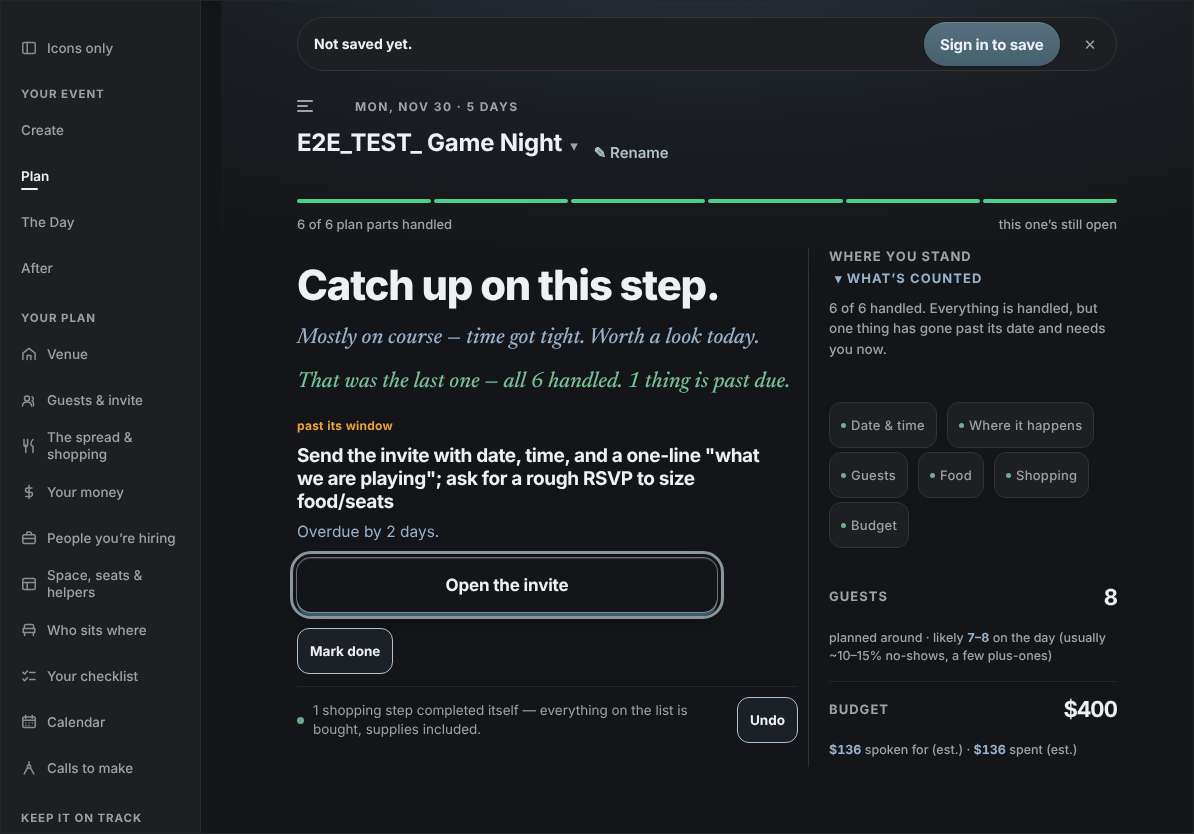 Icons only
YOUR EVENT
Create
Plan
The Day
After
YOUR PLAN
Venue
Guests & invite
The spread &
shopping
Your money
People you're hiring
Space, seats &
helpers
Who sits where
Your checklist
Calendar
Calls to make
KEEP IT ON TRACK
Not saved yet.
Sign in to save
×
MON, NOV 30 · 5 DAYS
E2E_TEST_ Game Night ▾
✎ Rename
6 of 6 plan parts handled
this one's still open
Catch up on this step.
Mostly on course – time got tight. Worth a look today.
That was the last one – all 6 handled. 1 thing is past due.
past its window
Send the invite with date, time, and a one-line "what
we are playing"; ask for a rough RSVP to size
food/seats
Overdue by 2 days.
Open the invite
Mark done
1 shopping step completed itself — everything on the list is
bought, supplies included.
Undo
WHERE YOU STAND
▾ WHAT'S COUNTED
6 of 6 handled. Everything is handled, but
one thing has gone past its date and needs
you now.
Date & time
Where it happens
Guests
Food
Shopping
Budget
GUESTS
8
planned around · likely 7–8 on the day (usually
~10–15% no-shows, a few plus-ones)
BUDGET
$400
$136 spoken for (est.) · $136 spent (est.)